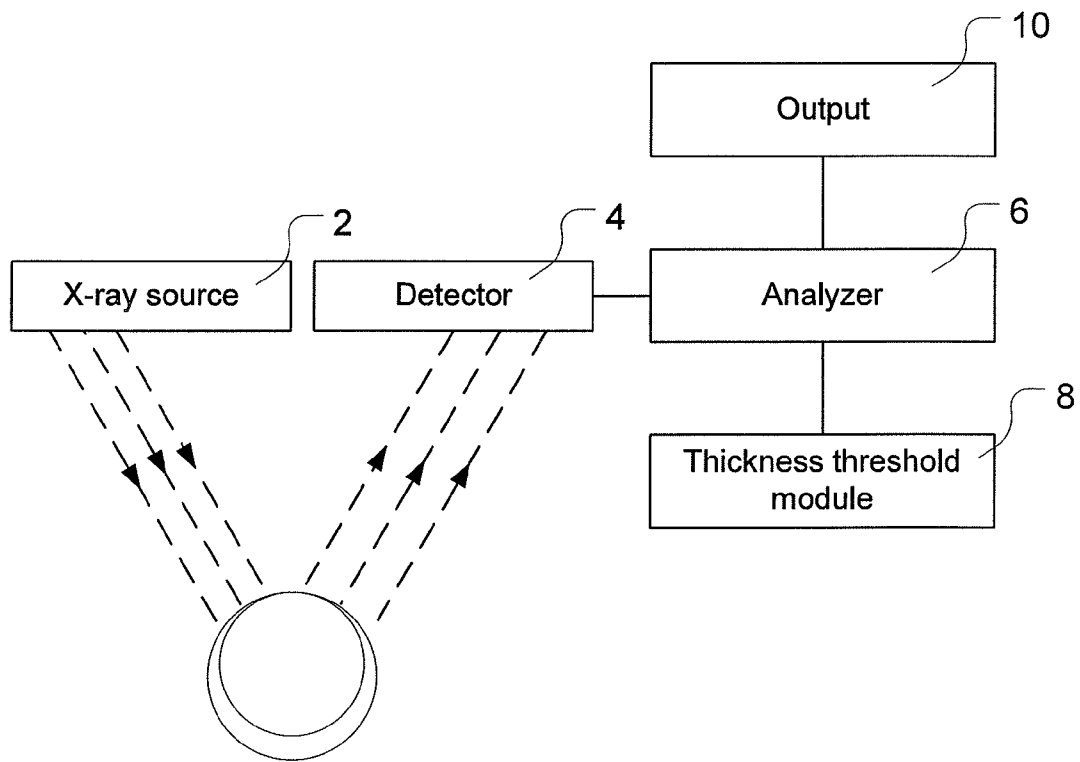 10
Output
2
4
6
X-ray source
Detector
Analyzer
8
Thickness threshold
module